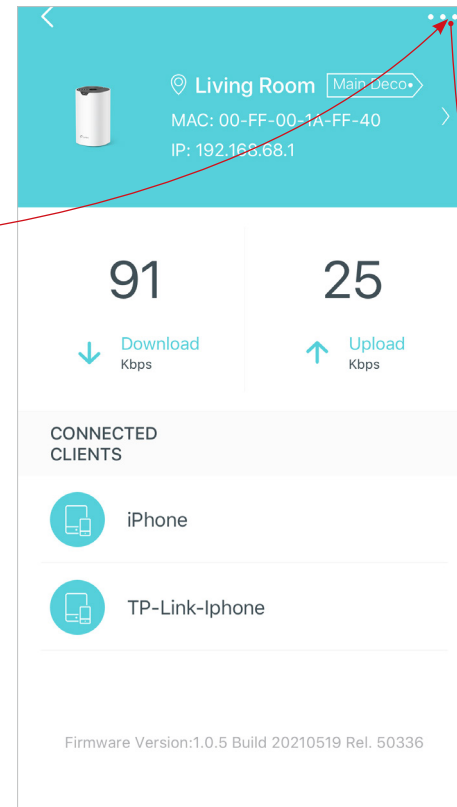 Living Room Main Deco
MAC: 00-FF-00-1A-FF-40
IP: 192.168.68.1
91
25
Download
Kbps
Upload
Kbps
CONNECTED
CLIENTS
iPhone
TP-Link-Iphone
Firmware Version:1.0.5 Build 20210519 Rel. 50336